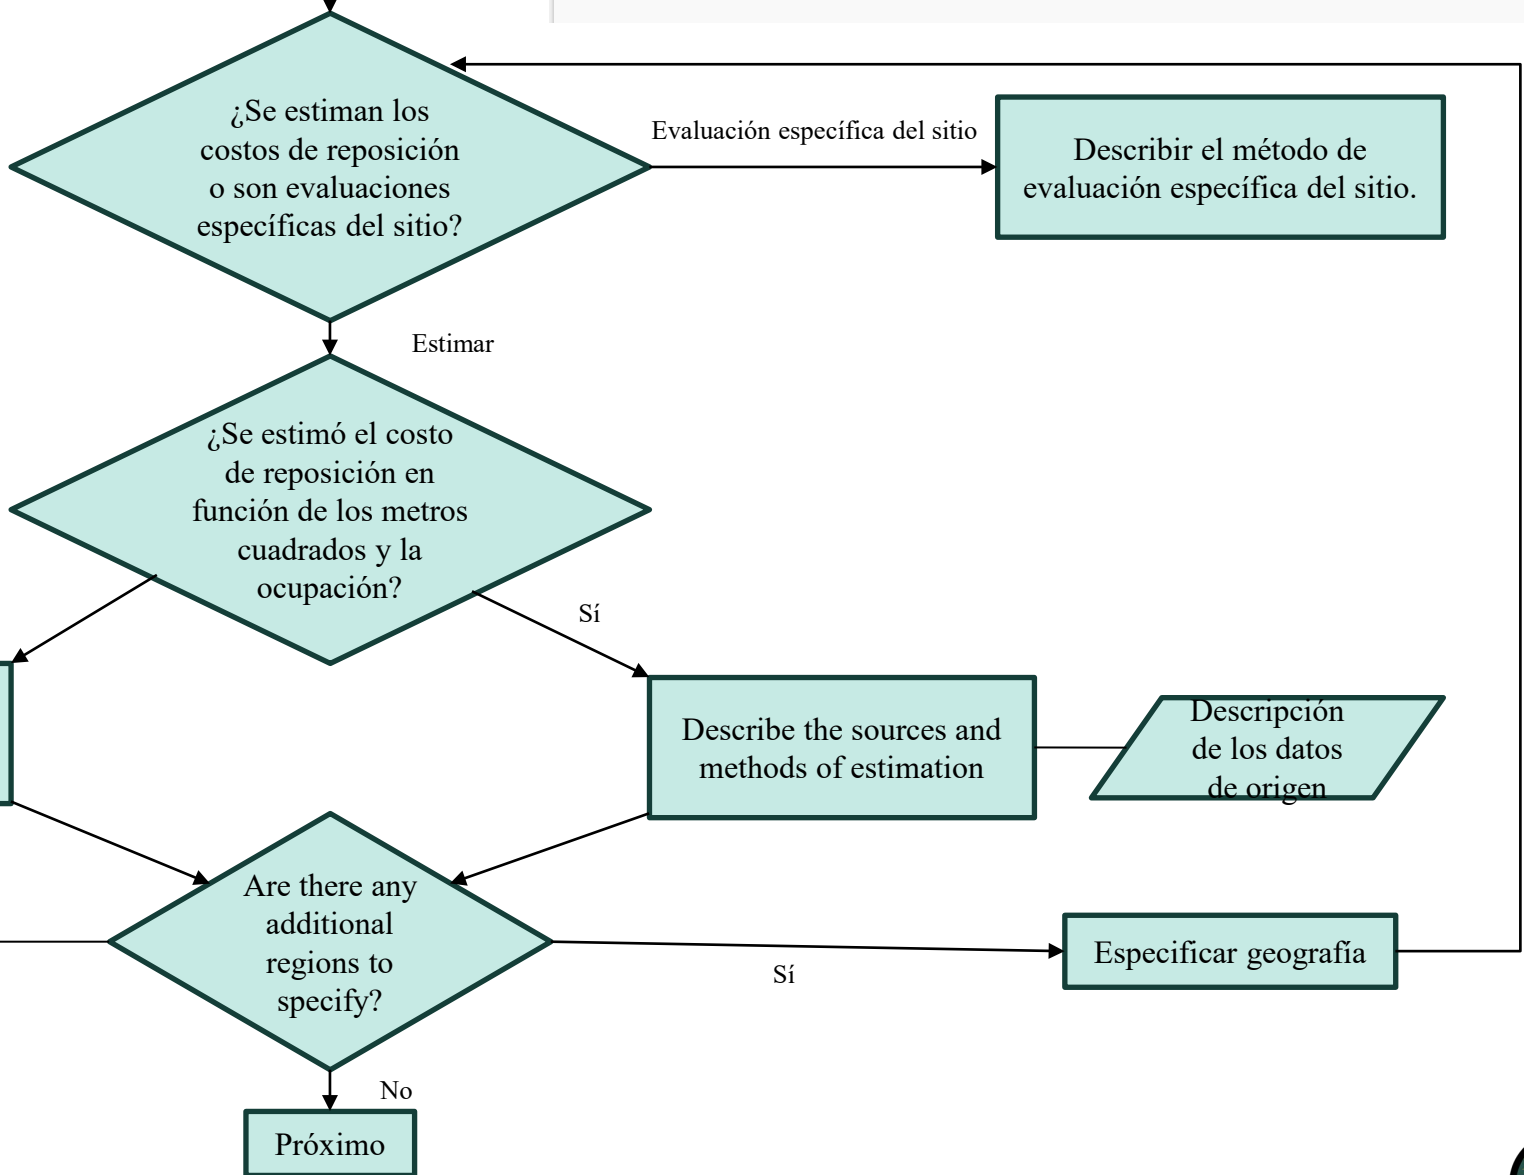 ¿Se estiman los
costos de reposición
o son evaluaciones
específicas del sitio?
Evaluación específica del sitio
Describir el método de
evaluación específica del sitio.
Estimar
¿Se estimó el costo
de reposición en
función de los metros
cuadrados y la
ocupación?
Sí
Describe the sources and
methods of estimation
Descripción
de los datos
de origen
Are there any
additional
regions to
specify?
Sí
Especificar geografía
No
Próximo